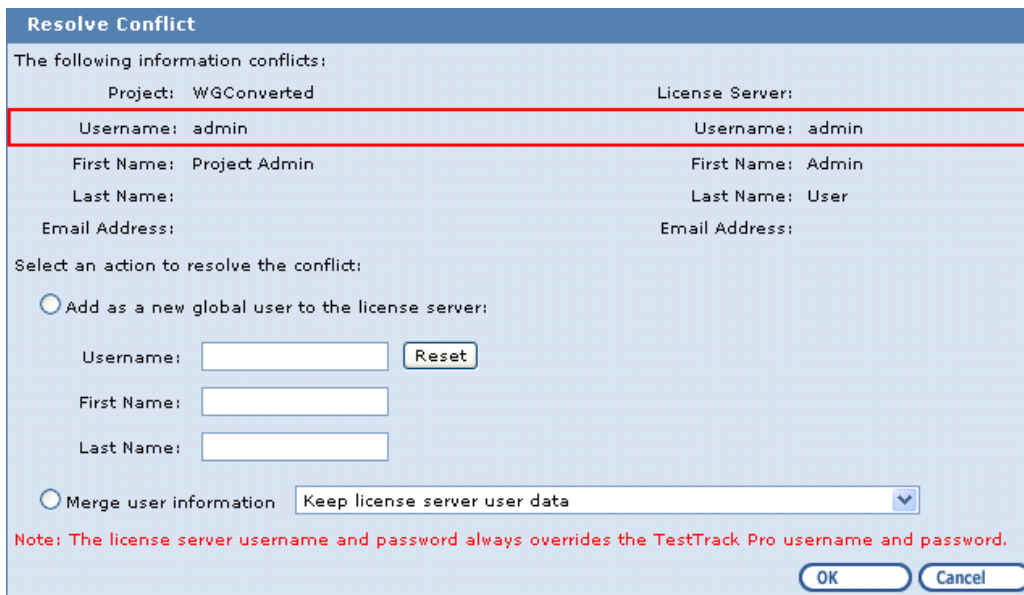 Resolve Conflict
The following information conflicts:
Project: WGConverted License Server:
Username: admin Username: admin
First Name: Project Admin First Name: Admin
Last Name: Last Name: User
Email Address: Email Address:
Select an action to resolve the conflict:
Add as a new global user to the license server:
Username: Reset
First Name:
Last Name:
Merge user information Keep license server user data
Note: The license server username and password always overrides the TestTrack Pro username and password.
OK Cancel